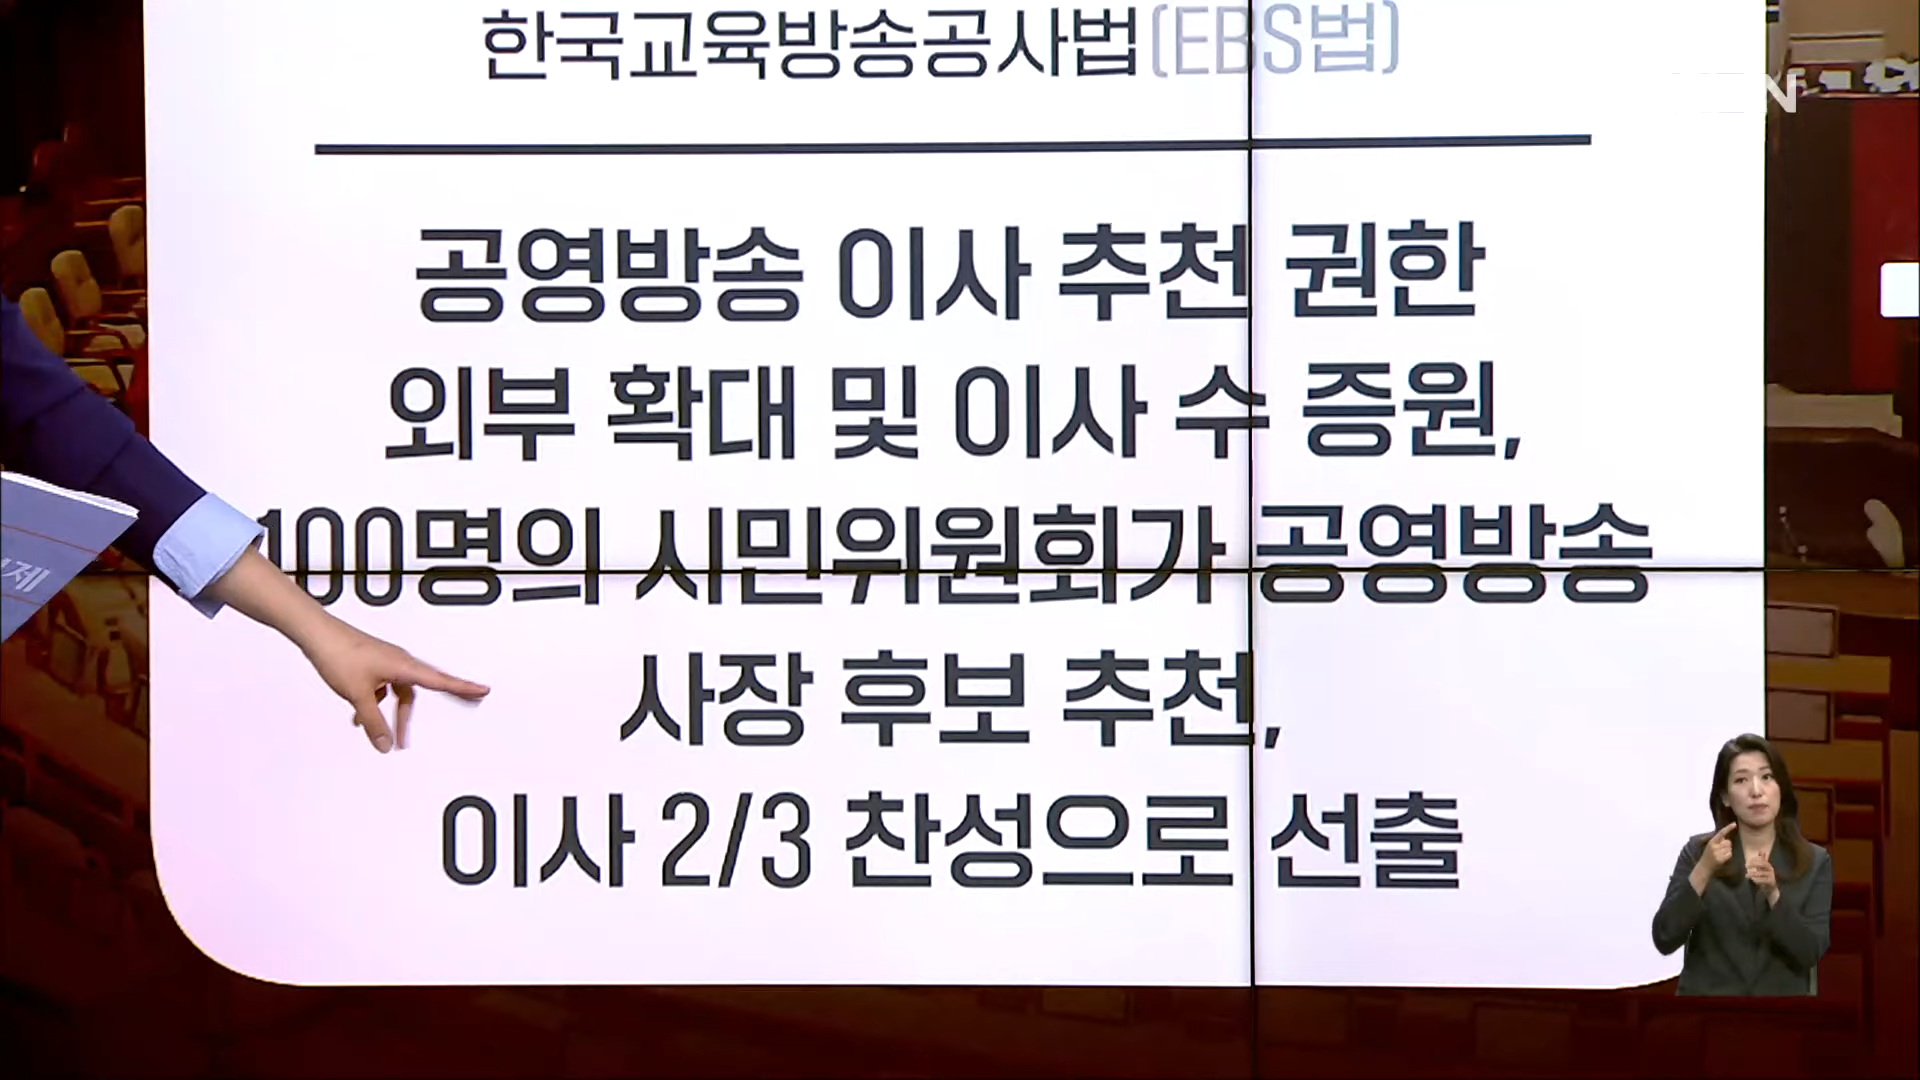 한국교육방송공사법(EBS법)
공영방송 이사 추천 권한
외부 확대 및 이사 수 증원,
100명의 시민위원회가 공영방송
사장 후보 추천,
이사 2/3 찬성으로 선출
제
N